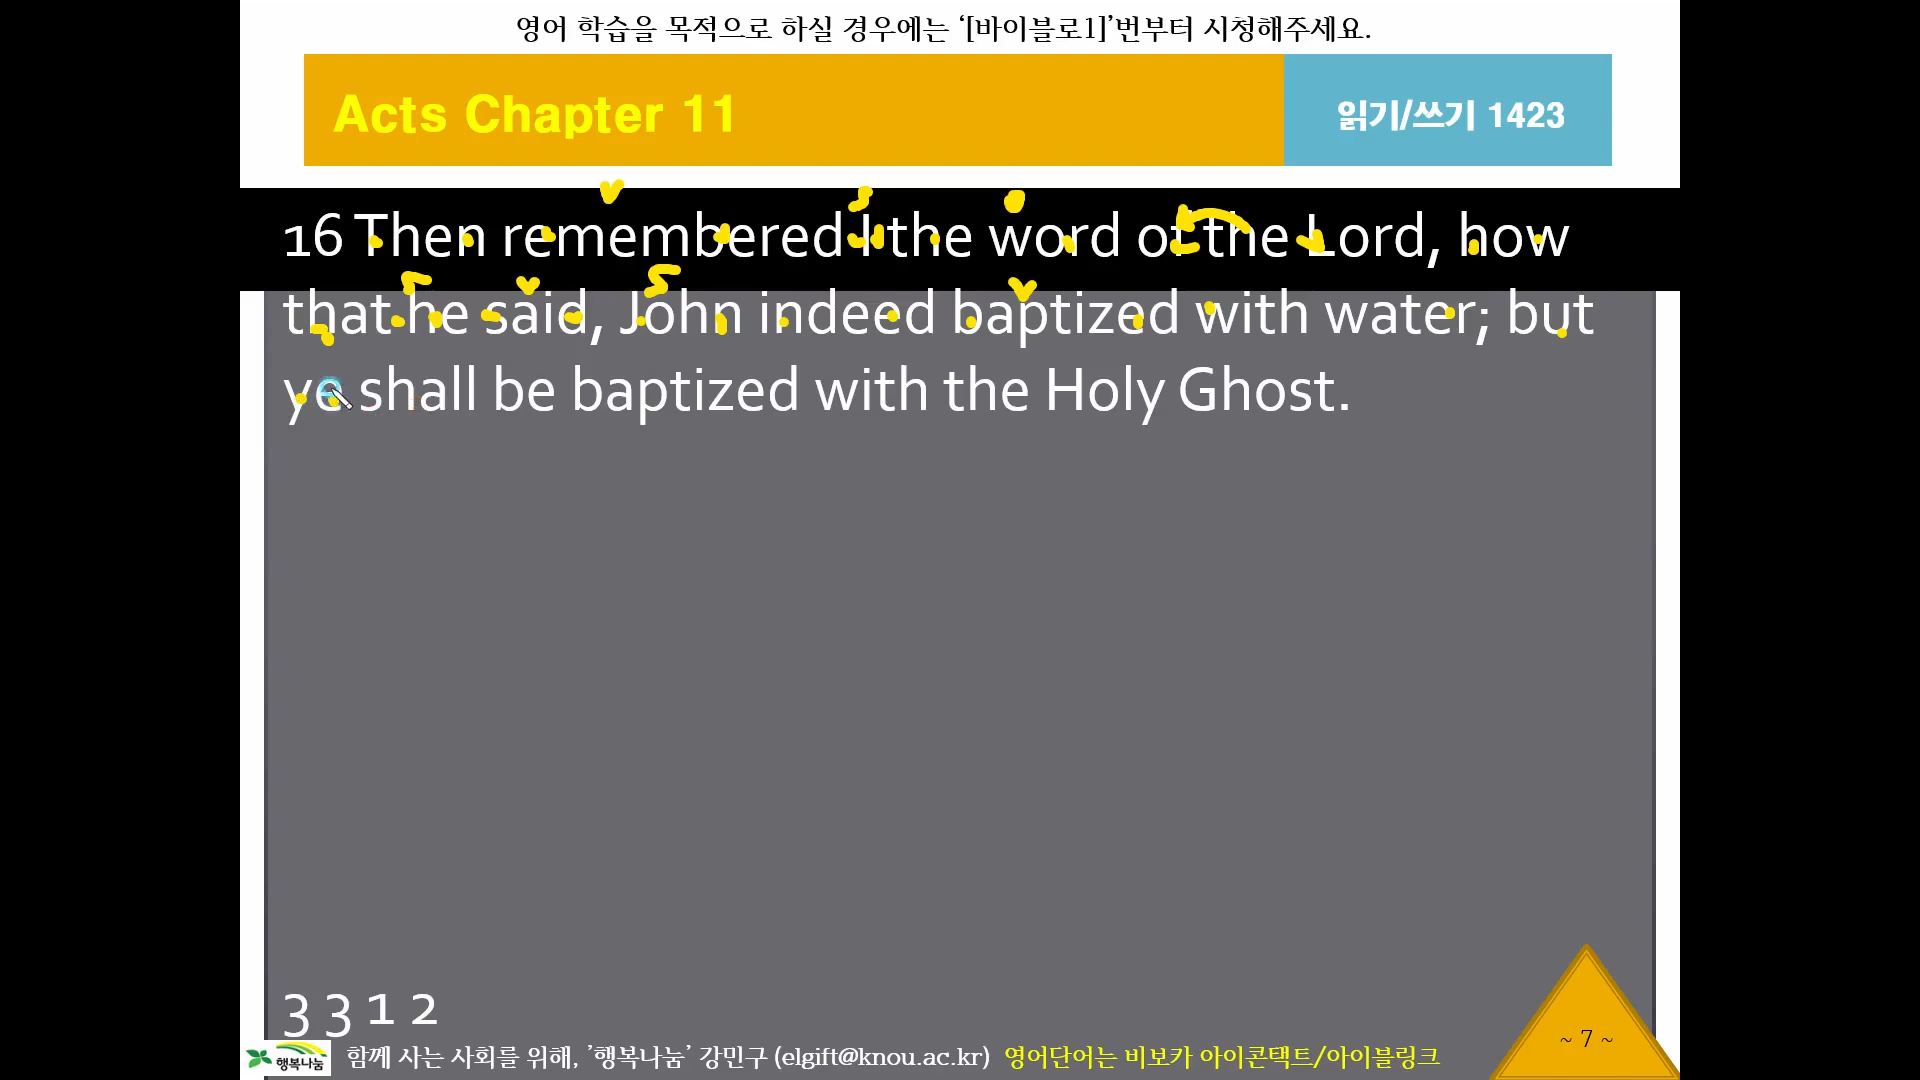 영어 학습을 목적으로 하실 경우에는 ‘[바이블로1]’번부터 시청해주세요.
Acts Chapter 11
읽기/쓰기 1423
16 Then remembered I the word of the Lord, how
that he said, John indeed baptized with water; but
ye shall be baptized with the Holy Ghost.
3 3 1 2
~ 7 ~
행복나눔 함께 사는 사회를 위해, ’행복나눔’ 강민구 (elgift@knou.ac.kr) 영어단어는 비보카 아이콘택트/아이블링크